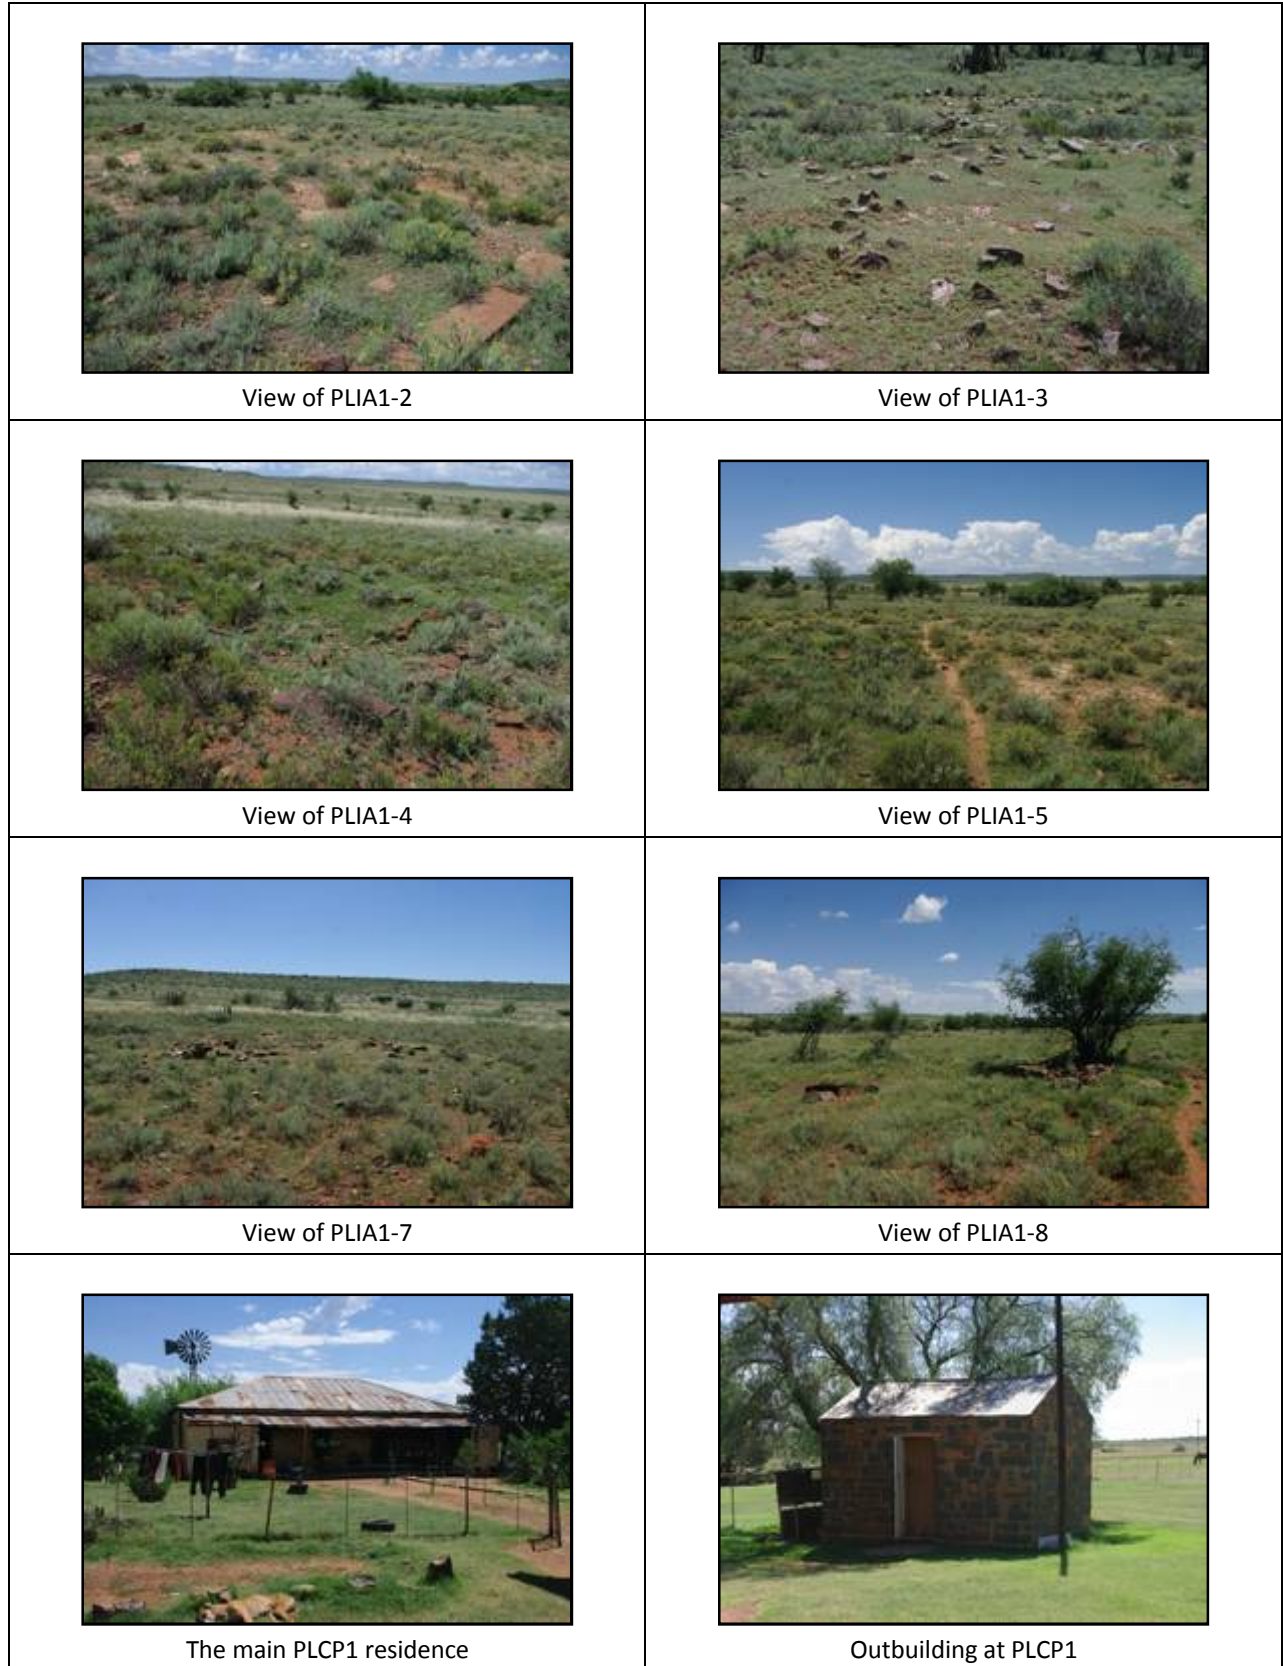 View of PLIA1-2
View of PLIA1-3
View of PLIA1-4
View of PLIA1-5
View of PLIA1-7
View of PLIA1-8
The main PLCP1 residence
Outbuilding at PLCP1